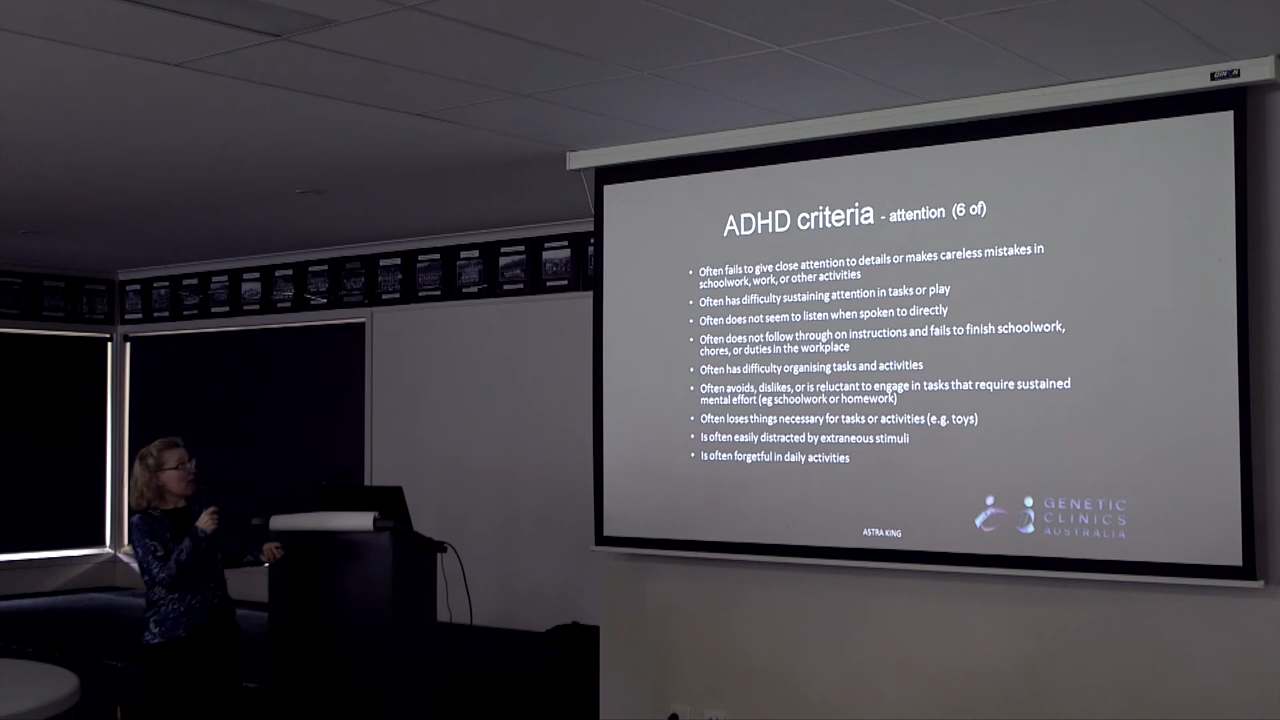 DINON
ADHD criteria - attention (6 of)
• Often fails to give close attention to details or makes careless mistakes in
schoolwork, work, or other activities
• Often has difficulty sustaining attention in tasks or play
• Often does not seem to listen when spoken to directly
• Often does not follow through on instructions and fails to finish schoolwork,
chores, or duties in the workplace
• Often has difficulty organising tasks and activities
• Often avoids, dislikes, or is reluctant to engage in tasks that require sustained
mental effort (eg schoolwork or homework)
• Often loses things necessary for tasks or activities (e.g. toys)
• Is often easily distracted by extraneous stimuli
• Is often forgetful in daily activities
GENETIC
CLINICS
AUSTRALIA
ASTRA KING